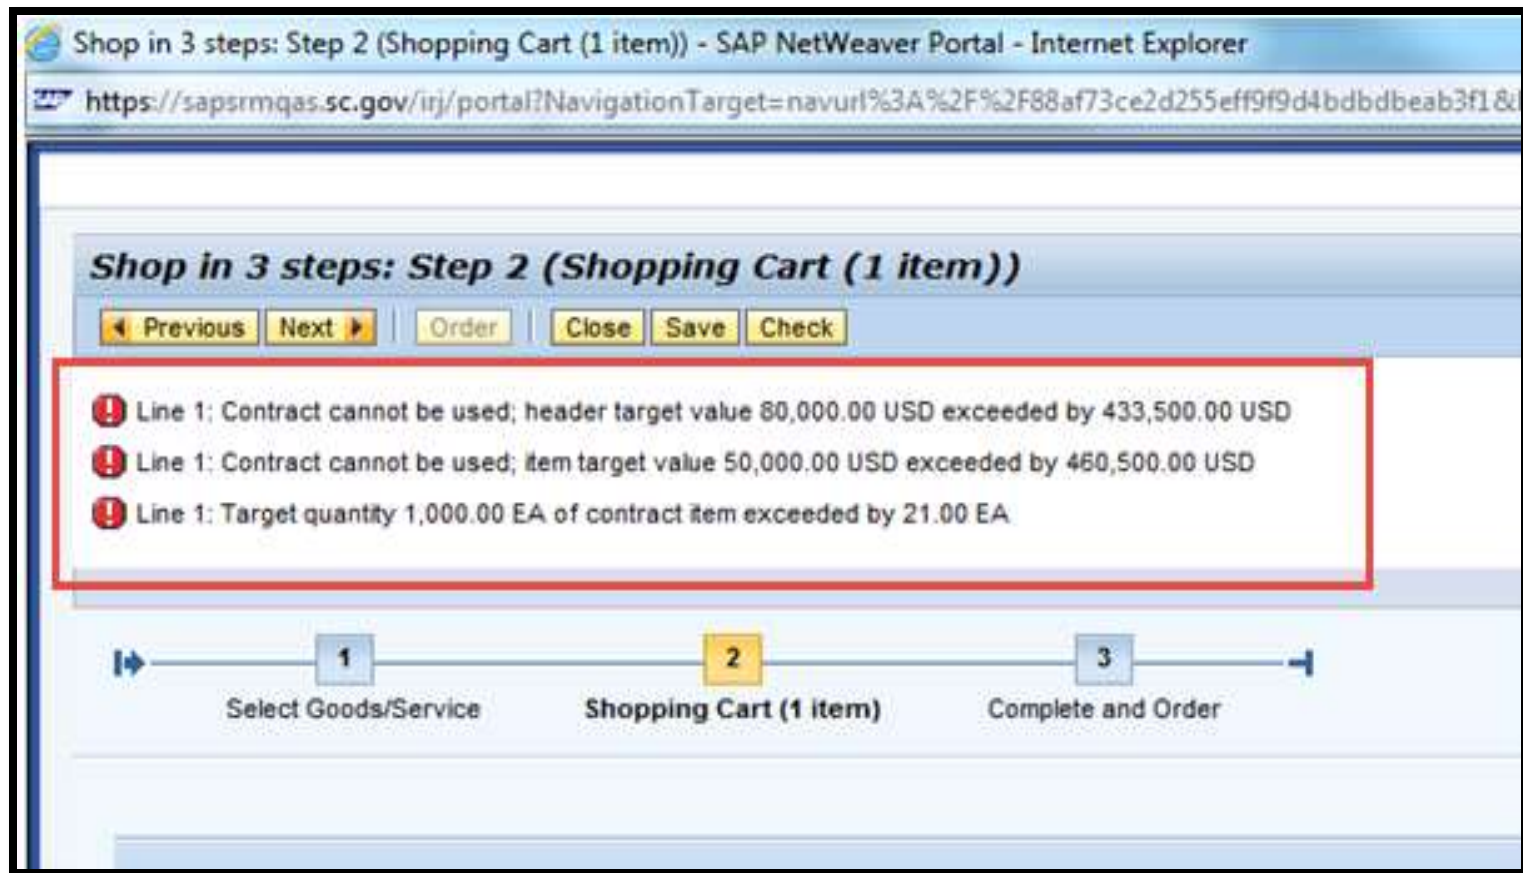 Shop in 3 steps: Step 2 (Shopping Cart (1 item)) - SAP NetWeaver Portal - Internet Explorer
https://sapsrmqas.sc.gov/irj/portal?NavigationTarget=navurl%3A%2F%2F88af73ce2d255eff9f9d4bdbdbeab3f1&
Shop in 3 steps: Step 2 (Shopping Cart (1 item))
Previous Next Order Close Save Check
Line 1: Contract cannot be used; header target value 80,000.00 USD exceeded by 433,500.00 USD
Line 1: Contract cannot be used; item target value 50,000.00 USD exceeded by 460,500.00 USD
Line 1: Target quantity 1,000.00 EA of contract item exceeded by 21.00 EA
1 2 3
Select Goods/Service Shopping Cart (1 item) Complete and Order